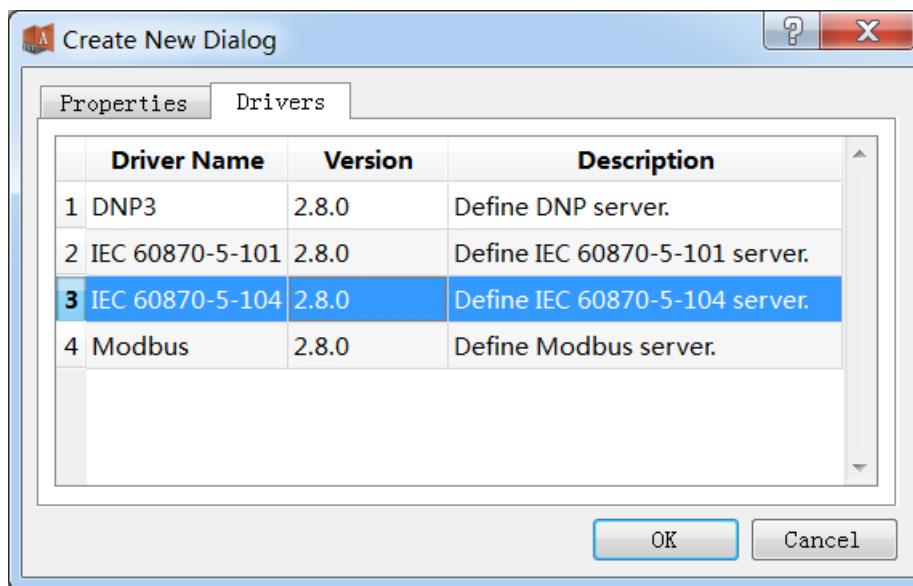 Create New Dialog
Properties Drivers
Driver Name Version Description
1 DNP3 2.8.0 Define DNP server.
2 IEC 60870-5-101 2.8.0 Define IEC 60870-5-101 server.
3 IEC 60870-5-104 2.8.0 Define IEC 60870-5-104 server.
4 Modbus 2.8.0 Define Modbus server.
OK Cancel